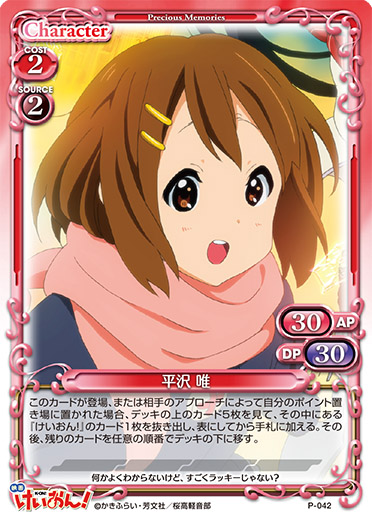 Precious Memories
Character
COST
2
SOURCE
2
30 AP
DP 30
平沢 唯
このカードが登場、または相手のアプローチによって自分のポイント置
き場に置かれた場合、デッキの上のカード5枚を見て、その中にある
『けいおん!』のカード1枚を抜き出し、表にしてから手札に加える。その
後、残りのカードを任意の順番でデッキの下に移す。
何かよくわからないけど、すごくラッキーじゃない?
映画
K-ON!
けいおん!
©かきふらい・芳文社/桜高軽音部
P-042